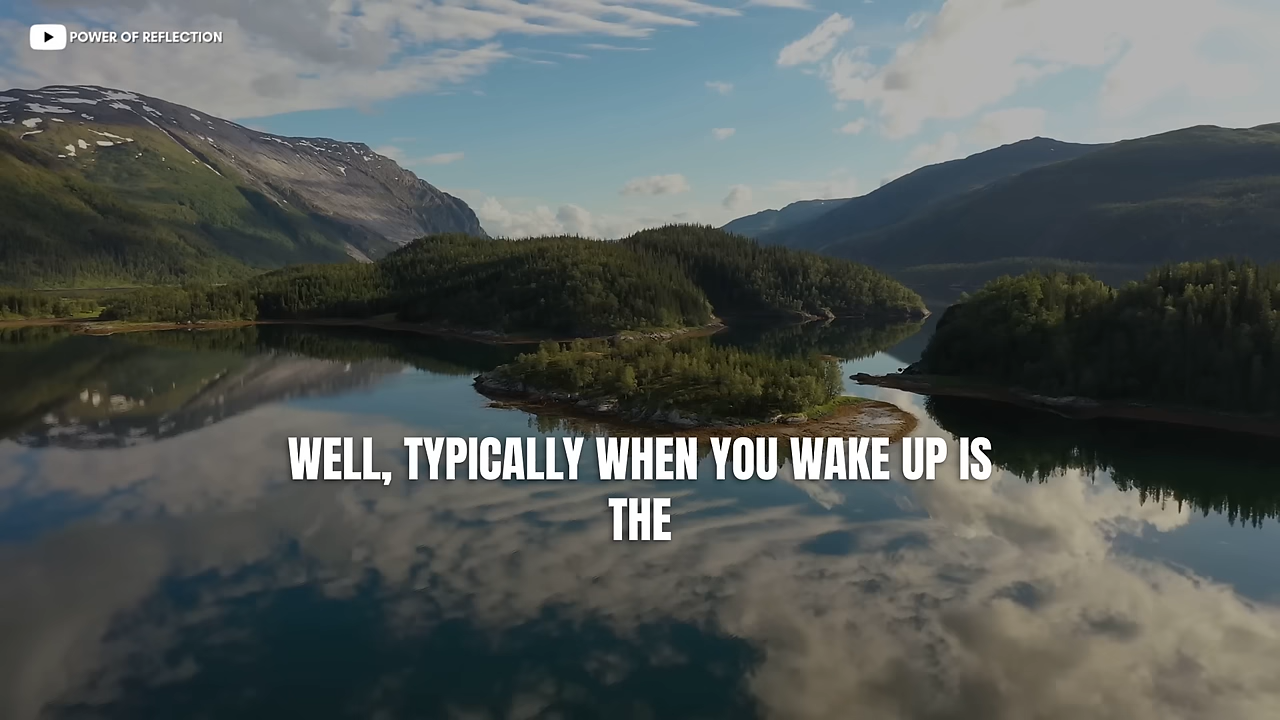 POWER OF REFLECTION
WELL, TYPICALLY WHEN YOU WAKE UP IS
THE